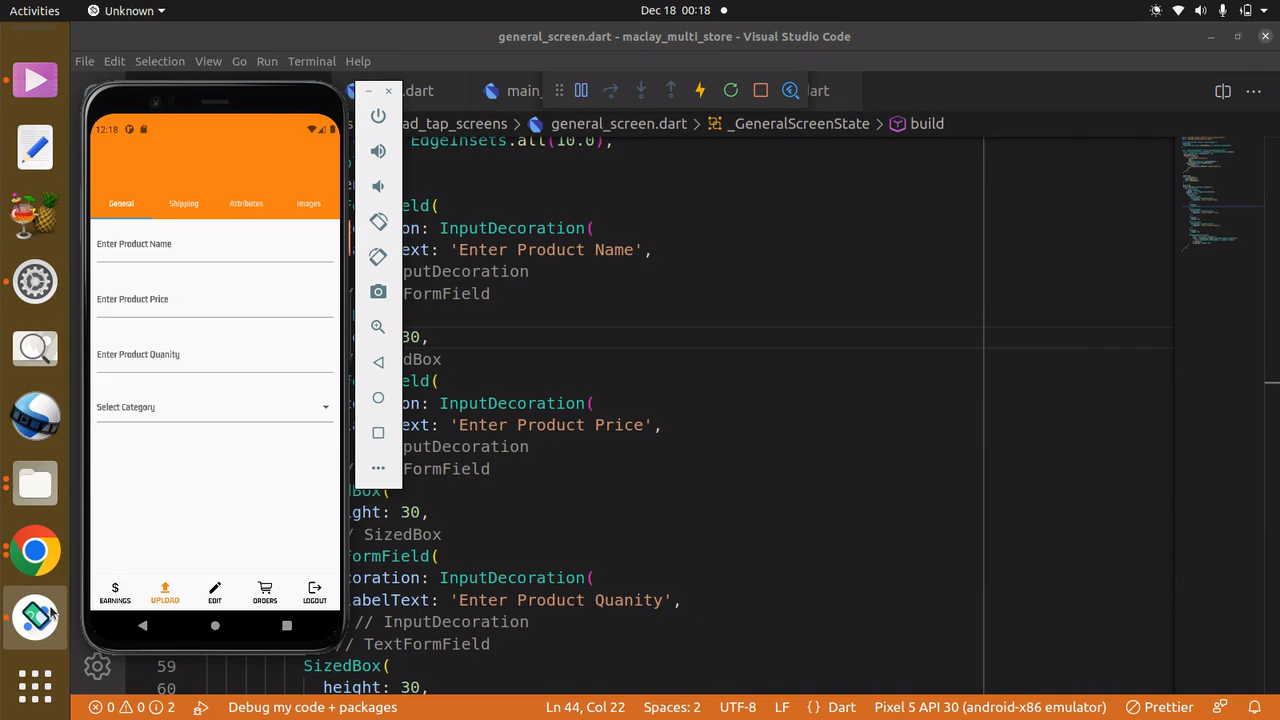 Activities
Unknown
Dec 18 00:18
general_screen.dart - maclay_multi_store - Visual Studio Code
File Edit Selection View Go Run Terminal Help
dart
main_
dart
ad_tap_screens > general_screen.dart > _GeneralScreenState > build
EdgeInsets.all(10.0),
12:18
General Shipping Attributes Images
Enter Product Name
Enter Product Price
Enter Product Quanity
Select Category
$ EARNINGS UPLOAD EDIT ORDERS LOGOUT
eld(
on: InputDecoration(
ext: 'Enter Product Name',
putDecoration
FormField
30,
dBox
eld(
on: InputDecoration(
ext: 'Enter Product Price',
putDecoration
FormField
dBox(
ight: 30,
// SizedBox
FormField(
coration: InputDecoration(
labelText: 'Enter Product Quanity',
// InputDecoration
// TextFormField
59 SizedBox(
60 height: 30,
0 0 2 Debug my code + packages Ln 44, Col 22 Spaces: 2 UTF-8 LF {} Dart Pixel 5 API 30 (android-x86 emulator) Prettier